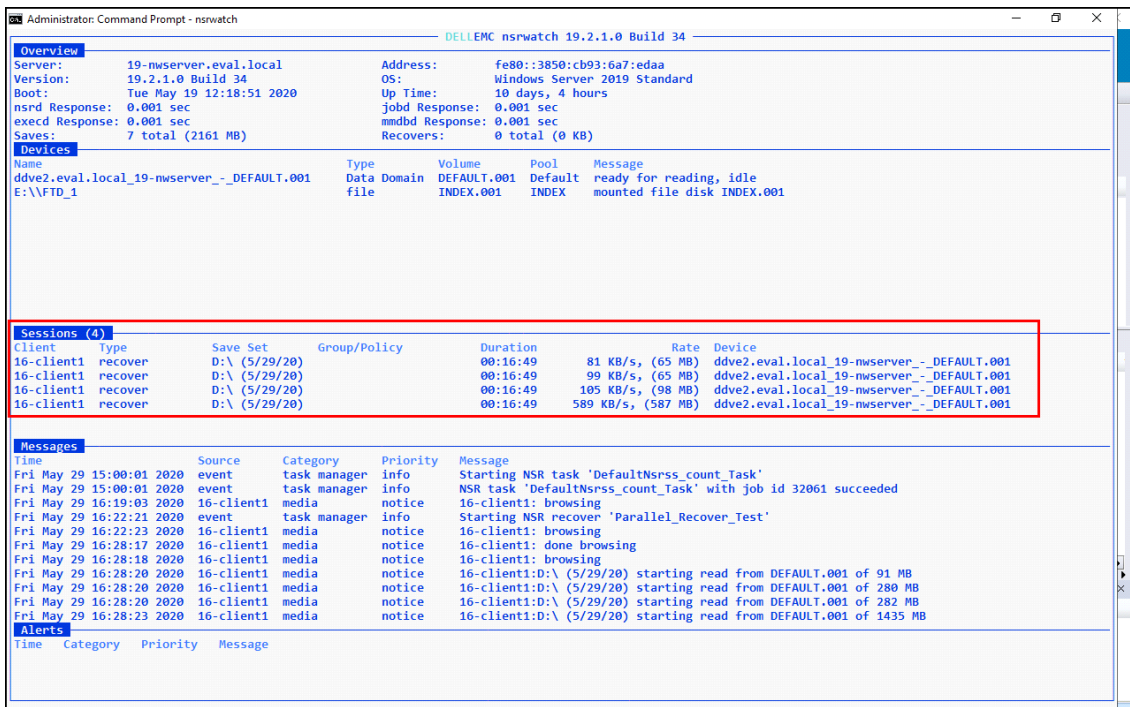 Administrator: Command Prompt - nsrwatch
DELLEMC nsrwatch 19.2.1.0 Build 34
Overview
Server: 19-nwserver.eval.local Address: fe80::3850:cb93:6a7:edaa
Version: 19.2.1.0 Build 34 OS: Windows Server 2019 Standard
Boot: Tue May 19 12:18:51 2020 Up Time: 10 days, 4 hours
nsrd Response: 0.001 sec jobd Response: 0.001 sec
execd Response: 0.001 sec mmdbd Response: 0.001 sec
Saves: 7 total (2161 MB) Recovers: 0 total (0 KB)
Devices
Name Type Volume Pool Message
ddve2.eval.local_19-nwserver_-_DEFAULT.001 Data Domain DEFAULT.001 Default ready for reading, idle
E:\\FTD_1 file INDEX.001 INDEX mounted file disk INDEX.001
Sessions (4)
Client Type Save Set Group/Policy Duration Rate Device
16-client1 recover D:\ (5/29/20) 00:16:49 81 KB/s, (65 MB) ddve2.eval.local_19-nwserver_-_DEFAULT.001
16-client1 recover D:\ (5/29/20) 00:16:49 99 KB/s, (65 MB) ddve2.eval.local_19-nwserver_-_DEFAULT.001
16-client1 recover D:\ (5/29/20) 00:16:49 105 KB/s, (98 MB) ddve2.eval.local_19-nwserver_-_DEFAULT.001
16-client1 recover D:\ (5/29/20) 00:16:49 589 KB/s, (587 MB) ddve2.eval.local_19-nwserver_-_DEFAULT.001
Messages
Time Source Category Priority Message
Fri May 29 15:00:01 2020 event task manager info Starting NSR task 'DefaultNsrss_count_Task'
Fri May 29 15:00:01 2020 event task manager info NSR task 'DefaultNsrss_count_Task' with job id 32061 succeeded
Fri May 29 16:19:03 2020 16-client1 media notice 16-client1: browsing
Fri May 29 16:22:21 2020 event task manager info Starting NSR recover 'Parallel_Recover_Test'
Fri May 29 16:22:23 2020 16-client1 media notice 16-client1: browsing
Fri May 29 16:28:17 2020 16-client1 media notice 16-client1: done browsing
Fri May 29 16:28:18 2020 16-client1 media notice 16-client1: browsing
Fri May 29 16:28:20 2020 16-client1 media notice 16-client1:D:\ (5/29/20) starting read from DEFAULT.001 of 91 MB
Fri May 29 16:28:20 2020 16-client1 media notice 16-client1:D:\ (5/29/20) starting read from DEFAULT.001 of 280 MB
Fri May 29 16:28:20 2020 16-client1 media notice 16-client1:D:\ (5/29/20) starting read from DEFAULT.001 of 282 MB
Fri May 29 16:28:23 2020 16-client1 media notice 16-client1:D:\ (5/29/20) starting read from DEFAULT.001 of 1435 MB
Alerts
Time Category Priority Message